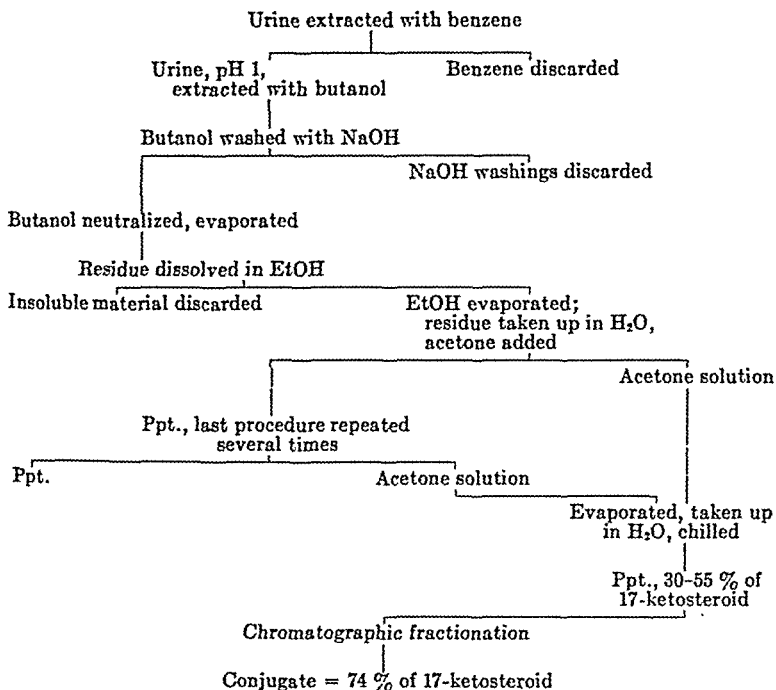 Urine extracted with benzene
Urine, pH 1,
extracted with butanol
Benzene discarded
Butanol washed with NaOH
NaOH washings discarded
Butanol neutralized, evaporated
Residue dissolved in EtOH
Insoluble material discarded
EtOH evaporated;
residue taken up in H₂O,
acetone added
Acetone solution
Ppt., last procedure repeated
several times
Ppt.
Acetone solution
Evaporated, taken up
in H₂O, chilled
Ppt., 30-55 % of
17-ketosteroid
Chromatographic fractionation
Conjugate = 74 % of 17-ketosteroid